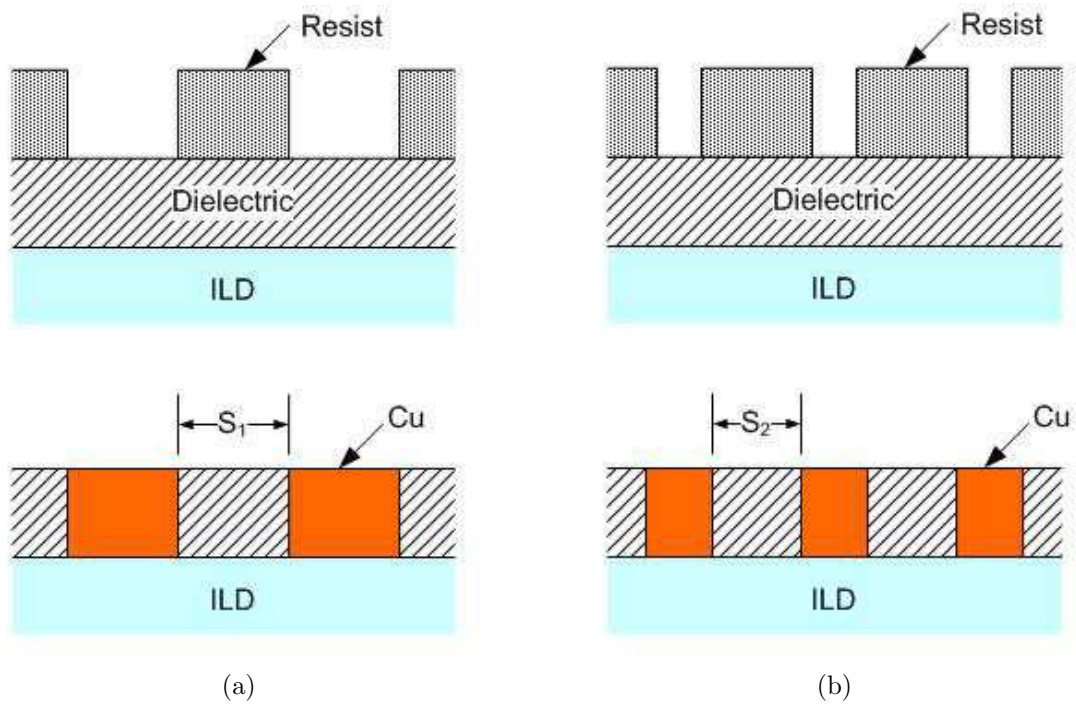 Resist
Dielectric
ILD
S₁
Cu
ILD
(a)
Resist
Dielectric
ILD
S₂
Cu
ILD
(b)